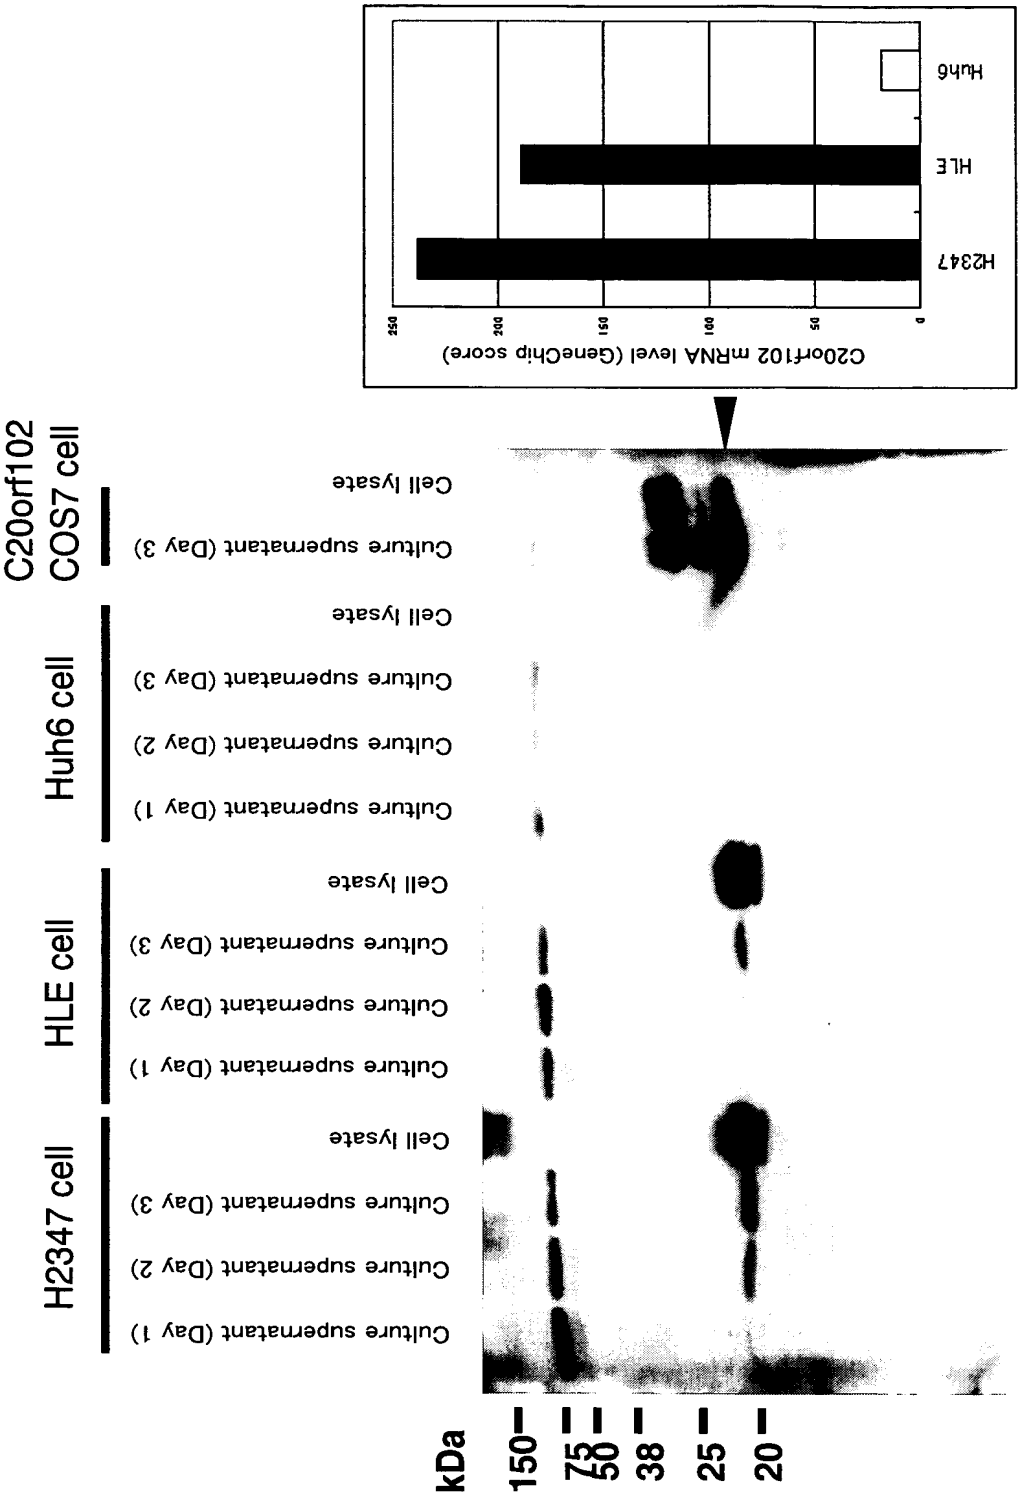 H2347 cell
HLE cell
Huh6 cell
C20orf102
COS7 cell
Culture supernatant (Day 1)
Culture supernatant (Day 2)
Culture supernatant (Day 3)
Cell lysate
Culture supernatant (Day 1)
Culture supernatant (Day 2)
Culture supernatant (Day 3)
Cell lysate
Culture supernatant (Day 1)
Culture supernatant (Day 2)
Culture supernatant (Day 3)
Cell lysate
Culture supernatant (Day 3)
Cell lysate
kDa
150
75
50
38
25
20
C20orf102 mRNA level (GeneChip score)
250
200
150
100
50
0
H2347
HLE
Huh6